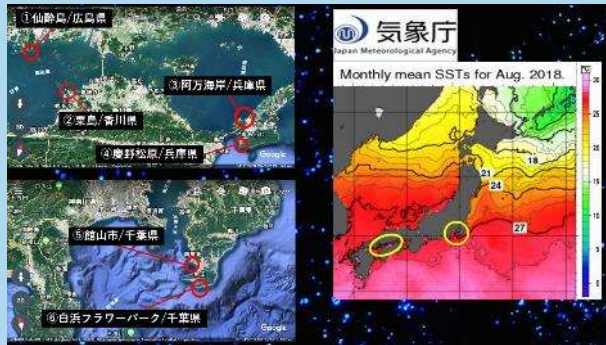 ①仙酔島/広島県
②粟島/香川県
③阿万海岸/兵庫県
④慶野松原/兵庫県
Google
千葉県
⑤館山市/千葉県
⑥白浜フラワーパーク/千葉県
Google
気象庁
Japan Meteorological Agency
Monthly mean SSTs for Aug. 2018.
18
21
24
27